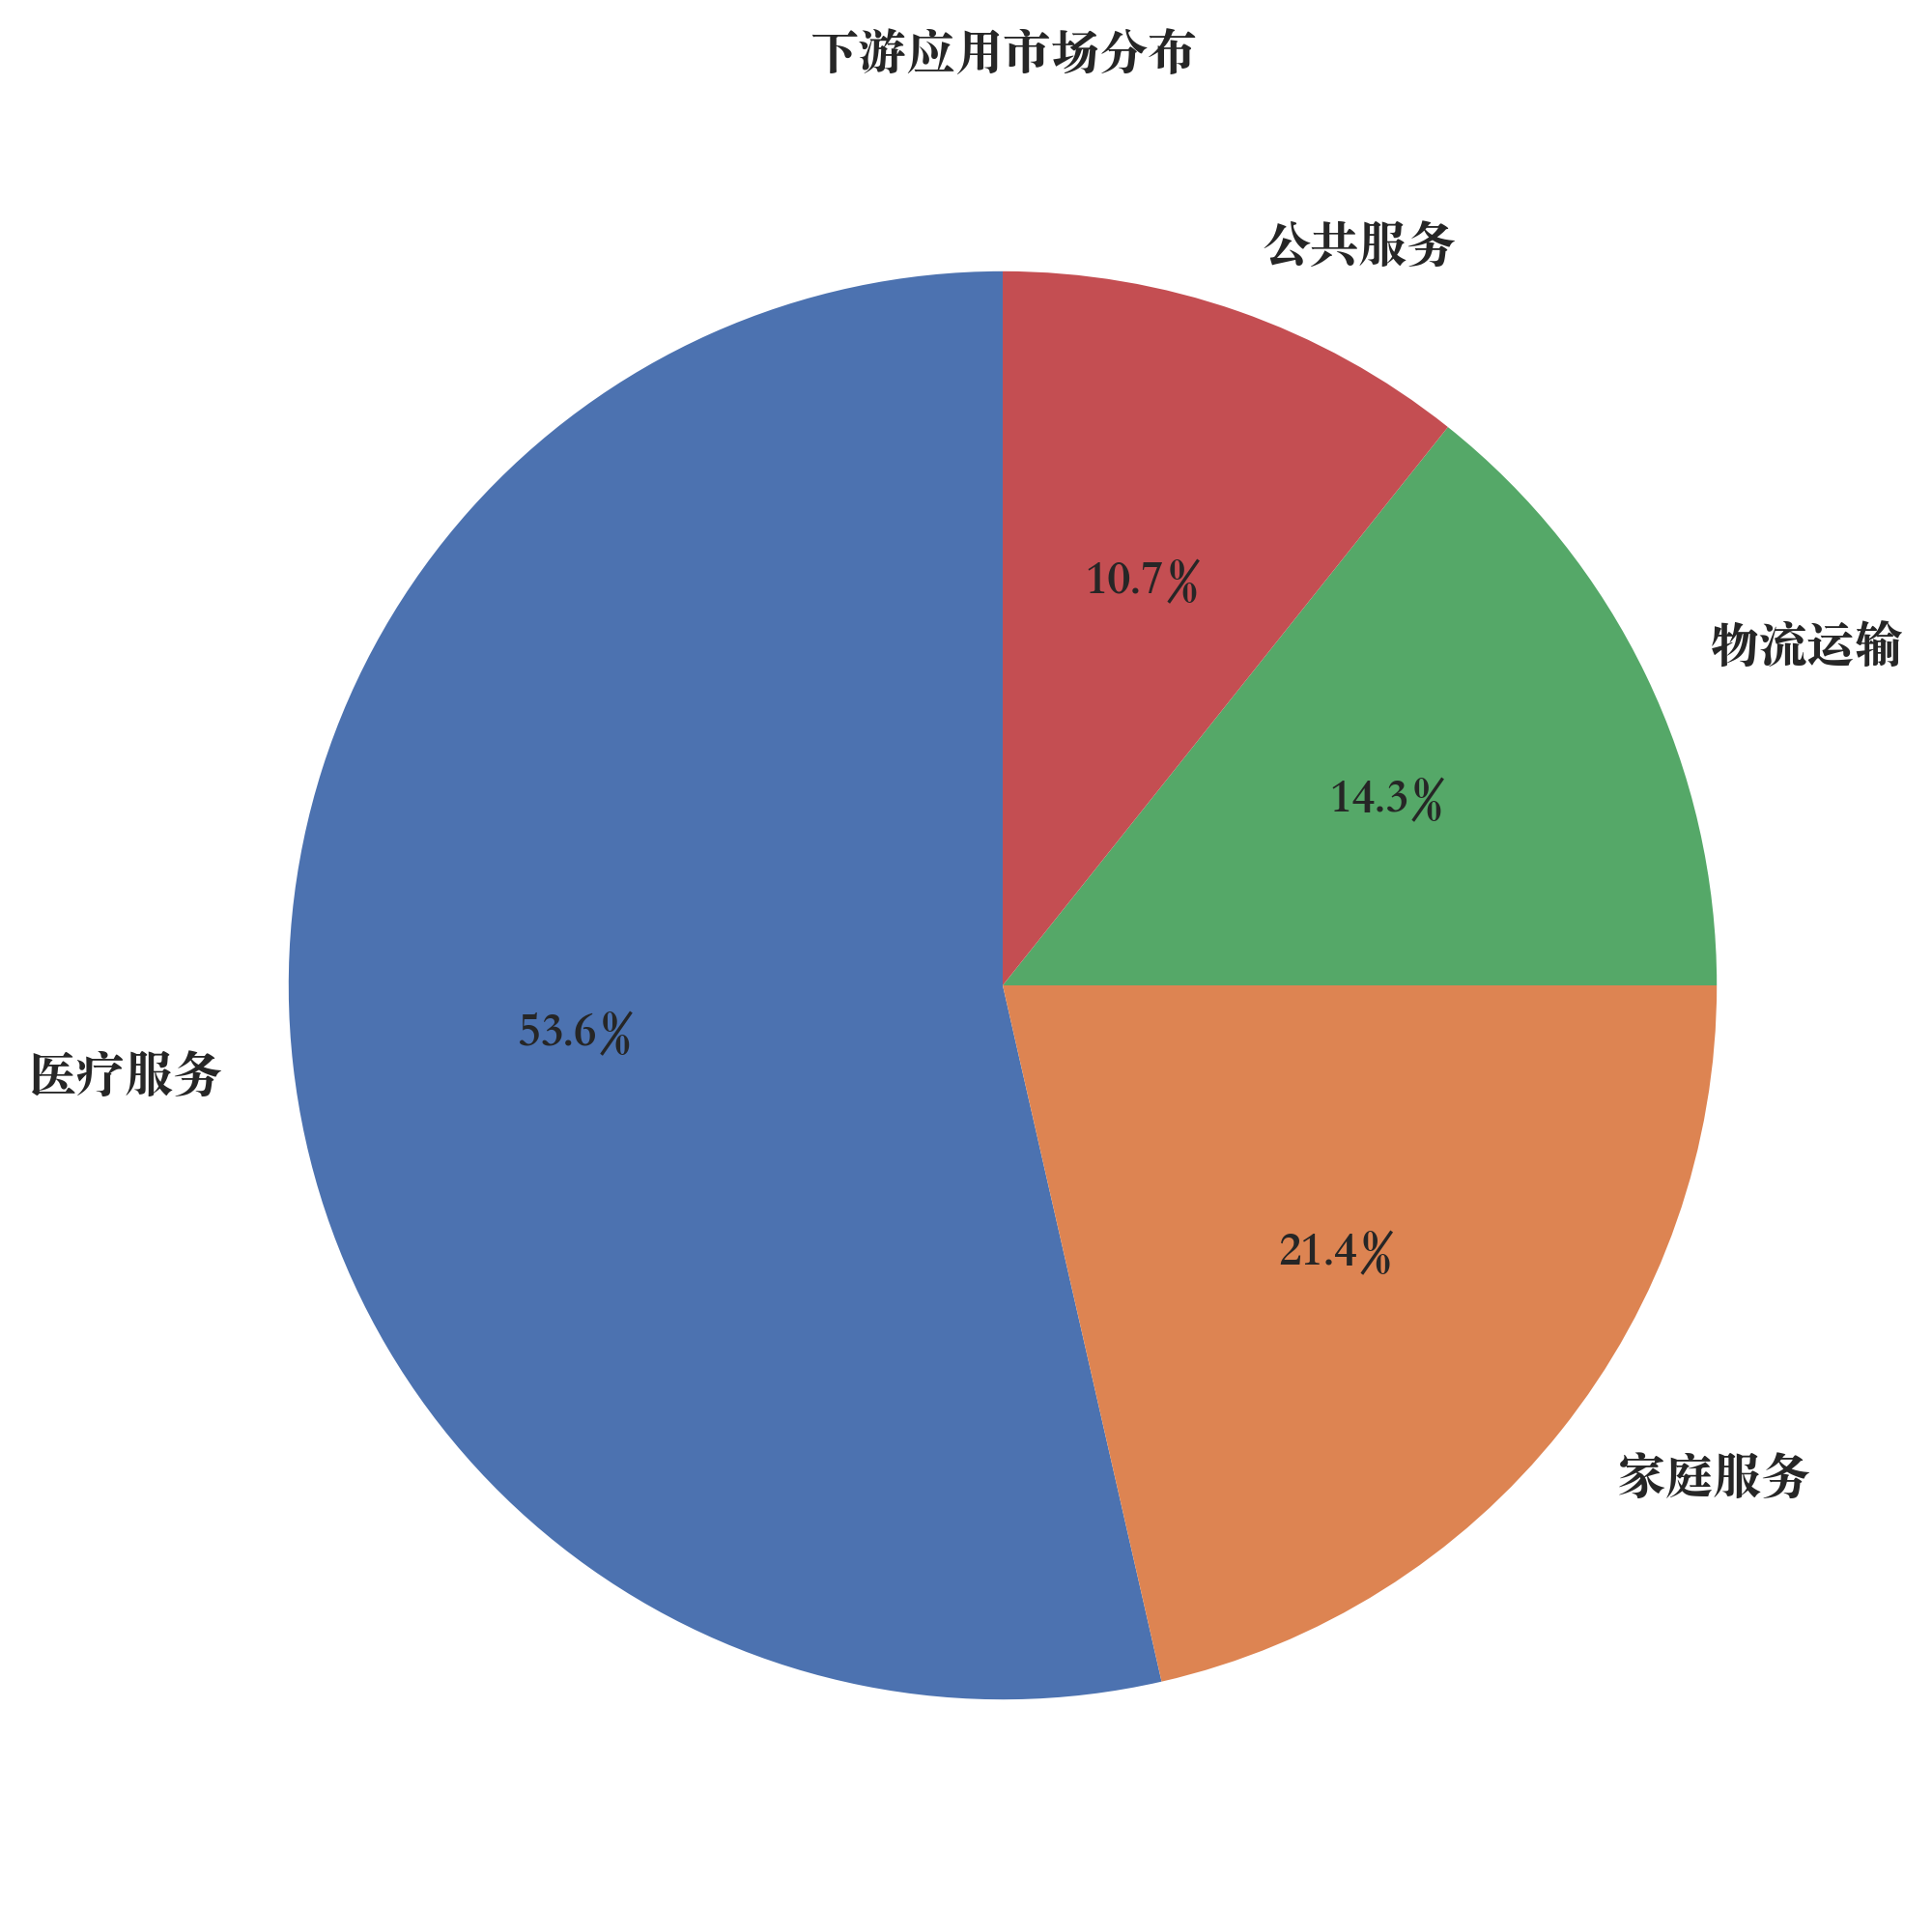 下游应用市场分布
公共服务
10.7%
物流运输
14.3%
53.6%
医疗服务
21.4%
家庭服务